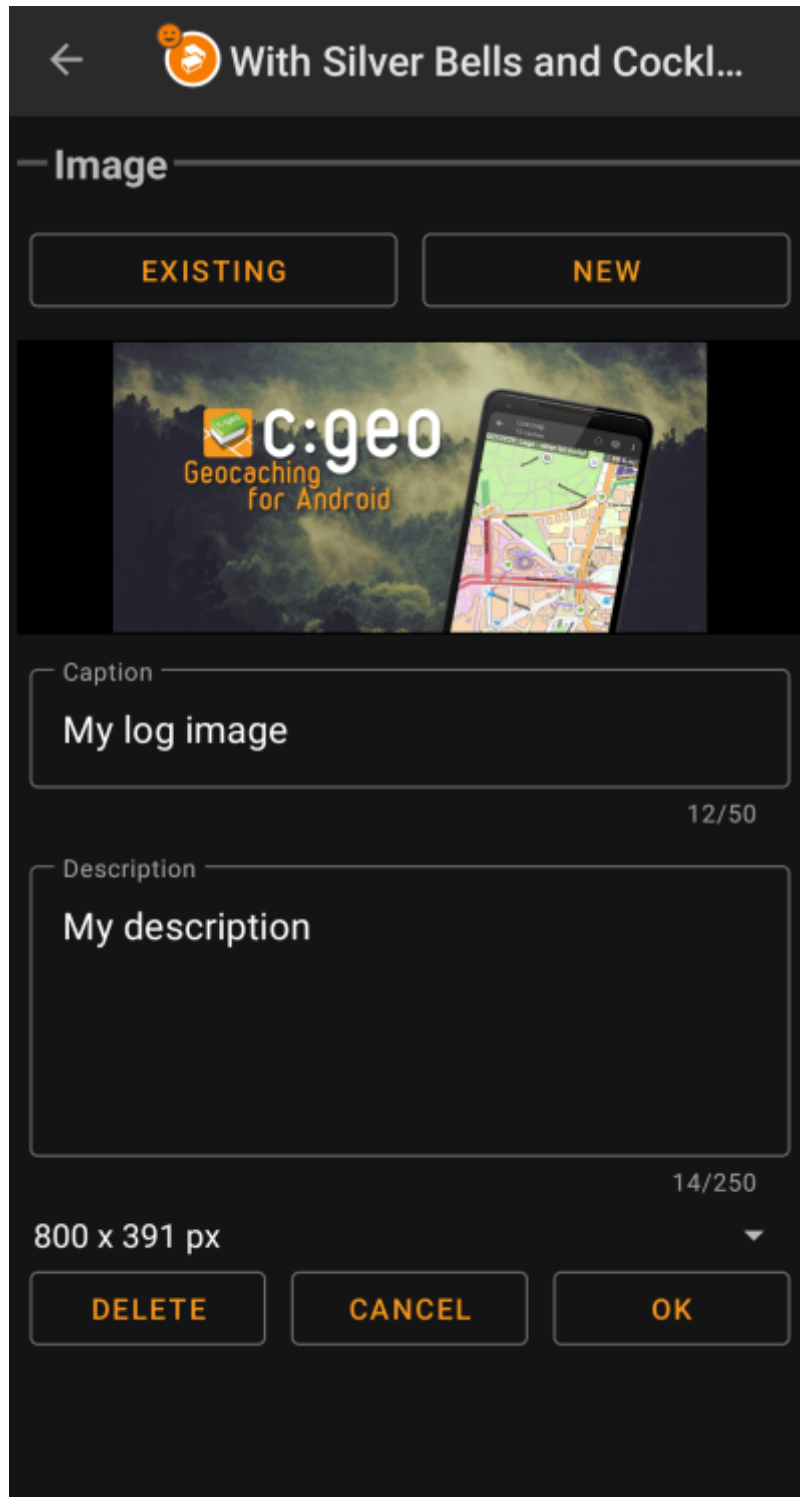 With Silver Bells and Cockl...
Image
EXISTING
NEW
c:geo
Geocaching
for Android
Caption
My log image
12/50
Description
My description
14/250
800 x 391 px
DELETE
CANCEL
OK